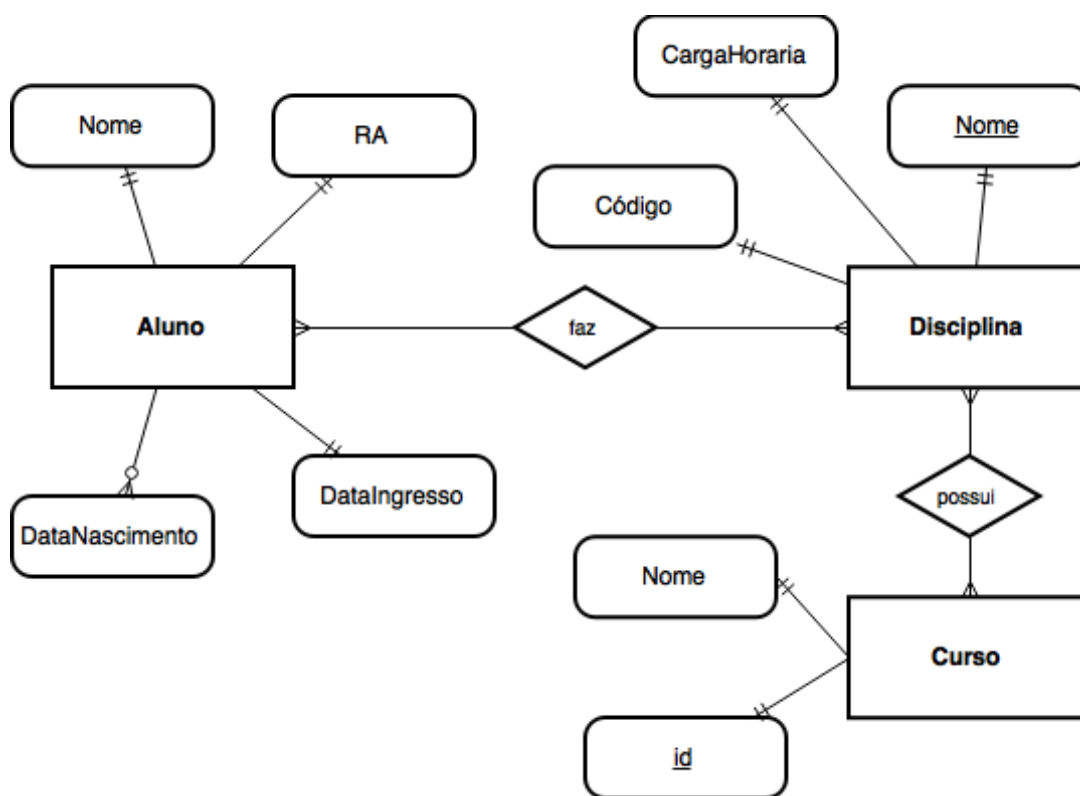 CargaHoraria
Nome
RA
Nome
Código
Aluno
faz
Disciplina
DataIngresso
DataNascimento
possui
Nome
Curso
id